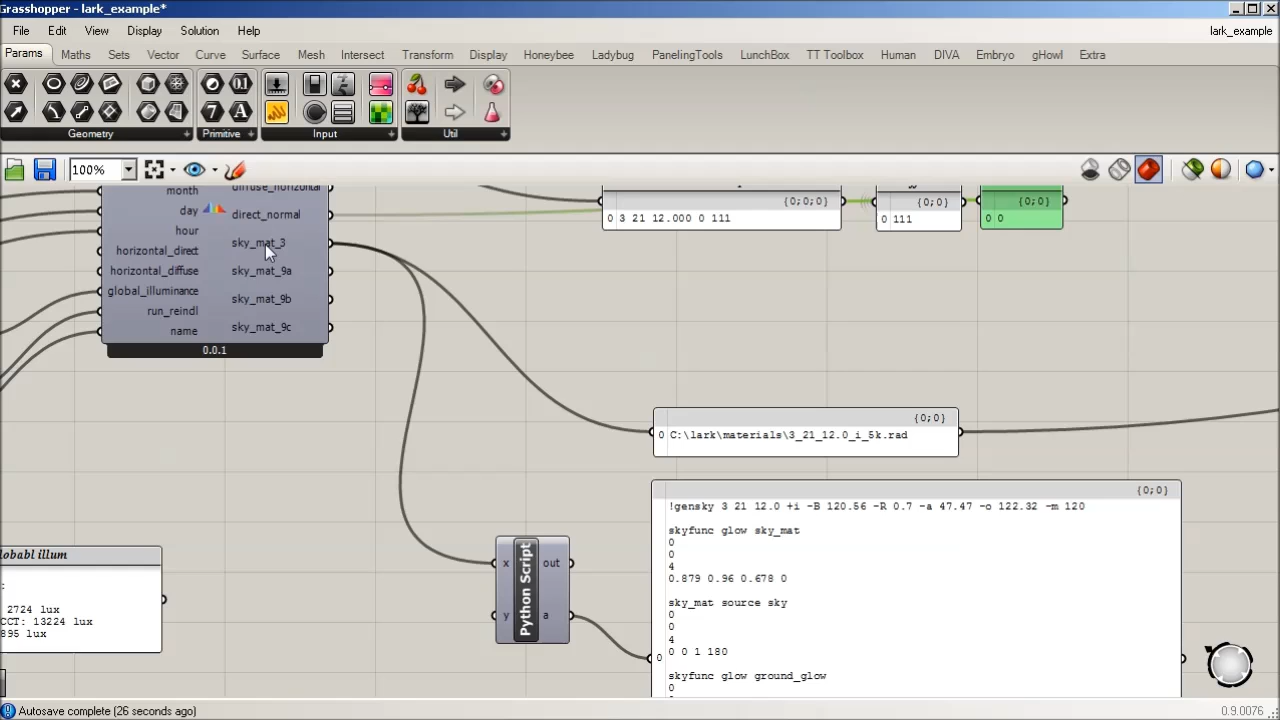 Grasshopper - lark_example*
File Edit View Display Solution Help
lark_example
Params Maths Sets Vector Curve Surface Mesh Intersect Transform Display Honeybee Ladybug PanelingTools LunchBox TT Toolbox Human DIVA Embryo gHowl Extra
0.1
7 A
Geometry Primitive Input Util
100%
month
day
hour
horizontal_direct
horizontal_diffuse
global_illuminance
run_reindl
name
diffuse_horizontal
direct_normal
sky_mat_3
sky_mat_9a
sky_mat_9b
sky_mat_9c
0.0.1
{0;0;0}
0 3 21 12.000 0 111
{0;0}
0 111
{0;0}
0 0
{0;0}
0 C:\lark\materials\3_21_12.0_i_5k.rad
{0;0}
!gensky 3 21 12.0 +i -B 120.56 -R 0.7 -a 47.47 -o 122.32 -m 120
skyfunc glow sky_mat
0
0
4
0.879 0.96 0.678 0
sky_mat source sky
0
0
4
0 0 1 180
skyfunc glow ground_glow
0
0
x
y
Python Script
out
a
lobabl illum
:
2724 lux
CCT: 13224 lux
895 lux
Autosave complete (26 seconds ago)
0.9.0076